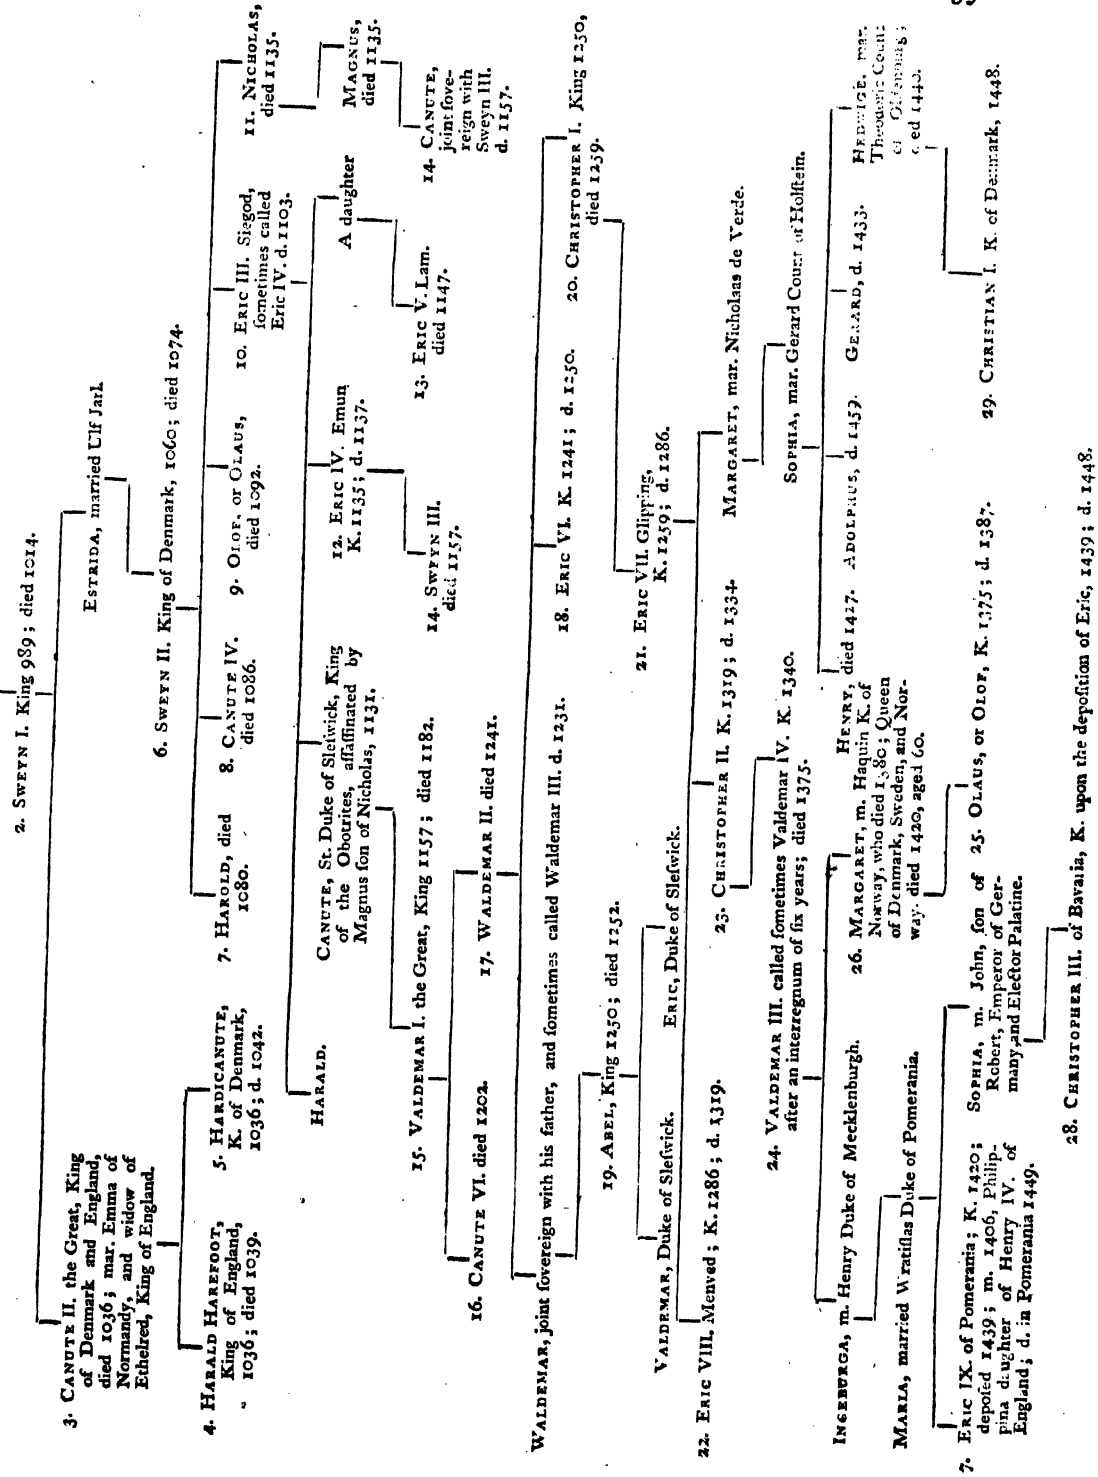 2. SWEYN I. King 989; died 1014.
3. CANUTE II. the Great, King
of Denmark and England,
died 1036; mar. Emma of
Normandy, and widow of
Ethelred, King of England.
ESTRIDA, married Ulf Jarl.
4. HARALD HAREFOOT,
King of England,
1036; died 1039.
5. HARDICANUTE,
K. of Denmark,
1036; d. 1042.
6. SWEYN II. King of Denmark, 1060; died 1074.
7. HAROLD, died
1080.
8. CANUTE IV.
died 1086.
9. OLOF, or OLAUS,
died 1092.
10. ERIC III. Siegod,
ſometimes called
Eric IV. d. 1103.
11. NICHOLAS,
died 1135.
HARALD.
CANUTE, St. Duke of Sleſwick, King
of the Obotrites, aſſaſſinated by
Magnus ſon of Nicholas, 1131.
12. ERIC IV. Emun
K. 1135; d. 1137.
A daughter
MAGNUS,
died 1135.
15. VALDEMAR I. the Great, King 1157; died 1182.
14. SWEYN III.
died 1157.
13. ERIC V. Lam.
died 1147.
14. CANUTE,
joint ſove-
reign with
Sweyn III.
d. 1157.
16. CANUTE VI. died 1202.
17. WALDEMAR II. died 1241.
WALDEMAR, joint ſovereign with his father, and ſometimes called Waldemar III. d. 1231.
18. ERIC VI. K. 1241; d. 1250.
20. CHRISTOPHER I. King 1250,
died 1259.
19. ABEL, King 1250; died 1252.
21. ERIC VII. Glipping,
K. 1259; d. 1286.
VALDEMAR, Duke of Sleſwick.
ERIC, Duke of Sleſwick.
22. ERIC VIII. Menved; K. 1286; d. 1319.
23. CHRISTOPHER II. K. 1319; d. 1334.
MARGARET, mar. Nicholaas de Verde.
24. VALDEMAR III. called ſometimes Valdemar IV. K. 1340.
after an interregnum of ſix years; died 1375.
SOPHIA, mar. Gerard Count of Holſtein.
INGEBURGA, m. Henry Duke of Mecklenburgh.
26. MARGARET, m. Haquin K. of
Norway, who died 1380; Queen
of Denmark, Sweden, and Nor-
way. died 1420, aged 60.
HENRY, died 1427.
ADOLPHUS, d. 1459.
GERARD, d. 1433.
HEDWIGE, mar.
Theodoric Count
of Oldenburg;
died 1440.
MARIA, married Wratiſlas Duke of Pomerania.
25. OLAUS, or OLOF, K. 1375; d. 1387.
29. CHRISTIAN I. K. of Denmark, 1448.
7. ERIC IX. of Pomerania; K. 1420;
depoſed 1439; m. 1406, Philip-
pina daughter of Henry IV. of
England; d. in Pomerania 1449.
SOPHIA, m. John, ſon of
Robert, Emperor of Ger-
many, and Elector Palatine.
28. CHRISTOPHER III. of Bavaria, K. upon the depoſition of Eric, 1439; d. 1448.